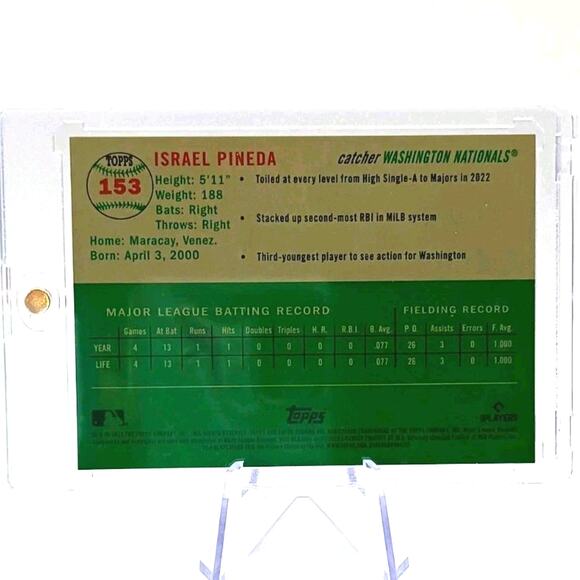 TOPPS
153
ISRAEL PINEDA
catcher WASHINGTON NATIONALS®
Height: 5'11"
Weight: 188
Bats: Right
Throws: Right
Home: Maracay, Venez.
Born: April 3, 2000
• Toiled at every level from High Single-A to Majors in 2022
• Stacked up second-most RBI in MiLB system
• Third-youngest player to see action for Washington
MAJOR LEAGUE BATTING RECORD FIELDING RECORD
Games At Bat Runs Hits Doubles Triples H.R. R.B.I. B. Avg. P.O. Assists Errors F. Avg.
YEAR 4 13 1 1 0 0 0 0 .077 26 3 0 1.000
LIFE 4 13 1 1 0 0 0 0 .077 26 3 0 1.000
Topps
PLAYERS